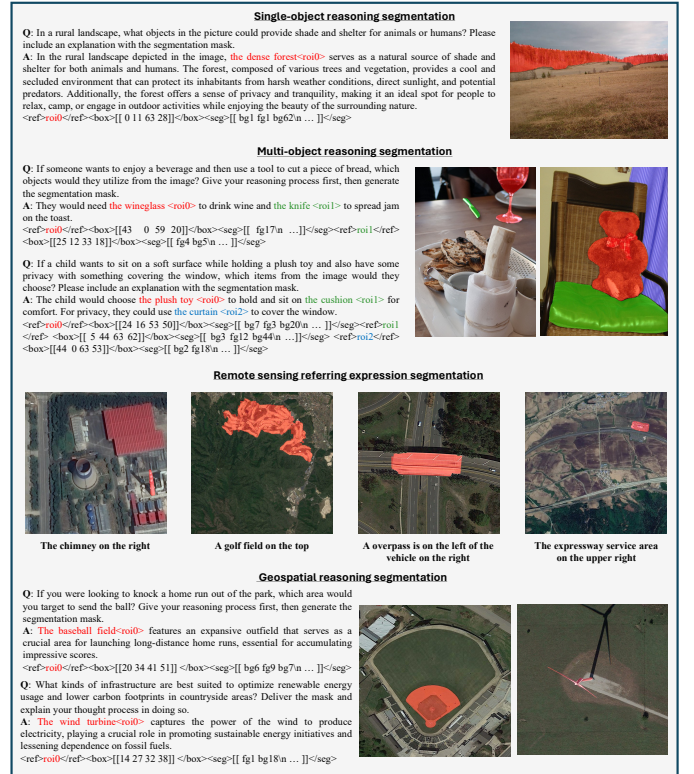 Single-object reasoning segmentation
Q: In a rural landscape, what objects in the picture could provide shade and shelter for animals or humans? Please
include an explanation with the segmentation mask.
A: In the rural landscape depicted in the image, the dense forest<roi0> serves as a natural source of shade and
shelter for both animals and humans. The forest, composed of various trees and vegetation, provides a cool and
secluded environment that can protect its inhabitants from harsh weather conditions, direct sunlight, and potential
predators. Additionally, the forest offers a sense of privacy and tranquility, making it an ideal spot for people to
relax, camp, or engage in outdoor activities while enjoying the beauty of the surrounding nature.
<ref>roi0</ref><box>[[ 0 11 63 28]]</box><seg>[[ bg1 fg1 bg62\n … ]]</seg>
Multi-object reasoning segmentation
Q: If someone wants to enjoy a beverage and then use a tool to cut a piece of bread, which
objects would they utilize from the image? Give your reasoning process first, then generate
the segmentation mask.
A: They would need the wineglass <roi0> to drink wine and the knife <roi1> to spread jam
on the toast.
<ref>roi0</ref><box>[[43 0 59 20]]</box><seg>[[ fg17\n …]]</seg><ref>roi1</ref>
<box>[[25 12 33 18]]</box><seg>[[ fg4 bg5\n … ]]</seg>
Q: If a child wants to sit on a soft surface while holding a plush toy and also have some
privacy with something covering the window, which items from the image would they
choose? Please include an explanation with the segmentation mask.
A: The child would choose the plush toy <roi0> to hold and sit on the cushion <roi1> for
comfort. For privacy, they could use the curtain <roi2> to cover the window.
<ref>roi0</ref><box>[[24 16 53 50]]</box><seg>[[ bg7 fg3 bg20\n … ]]</seg><ref>roi1
</ref> <box>[[ 5 44 63 62]]</box><seg>[[ bg3 fg12 bg44\n… ]]</seg> <ref>roi2</ref>
<box>[[44 0 63 53]]</box><seg>[[ bg2 fg18\n … ]]</seg>
Remote sensing referring expression segmentation
The chimney on the right
A golf field on the top
A overpass is on the left of the
vehicle on the right
The expressway service area
on the upper right
Geospatial reasoning segmentation
Q: If you were looking to knock a home run out of the park, which area would
you target to send the ball? Give your reasoning process first, then generate the
segmentation mask.
A: The baseball field<roi0> features an expansive outfield that serves as a
crucial area for launching long-distance home runs, essential for accumulating
impressive scores.
<ref>roi0</ref><box>[[20 34 41 51]] </box><seg>[[ bg6 fg9 bg7\n … ]]</seg>
Q: What kinds of infrastructure are best suited to optimize renewable energy
usage and lower carbon footprints in countryside areas? Deliver the mask and
explain your thought process in doing so.
A: The wind turbine<roi0> captures the power of the wind to produce
electricity, playing a crucial role in promoting sustainable energy initiatives and
lessening dependence on fossil fuels.
<ref>roi0</ref><box>[[14 27 32 38]] </box><seg>[[ fg1 bg18\n … ]]</seg>